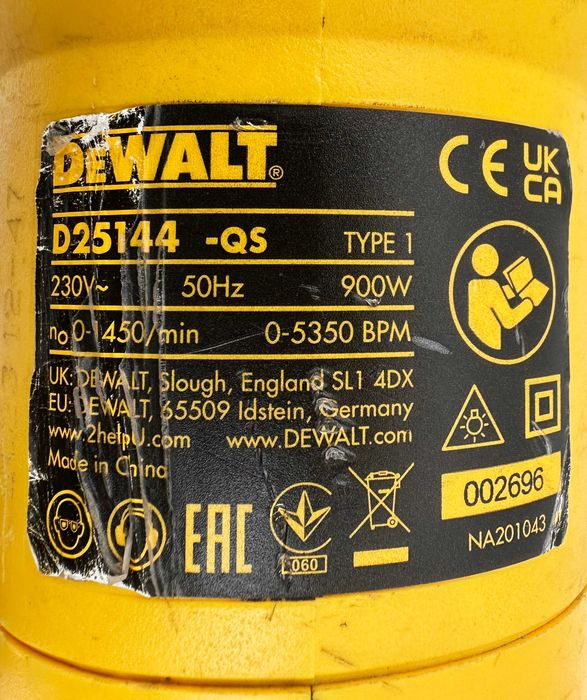 DEWALT®
CE UK CA
D25144 -QS TYPE 1
230V~ 50Hz 900W
n₀ 0-1450/min 0-5350 BPM
UK: DEWALT, Slough, England SL1 4DX
EU: DEWALT, 65509 Idstein, Germany
www.2helpU.com www.DEWALT.com
Made in China
002696
EAC
060
NA201043